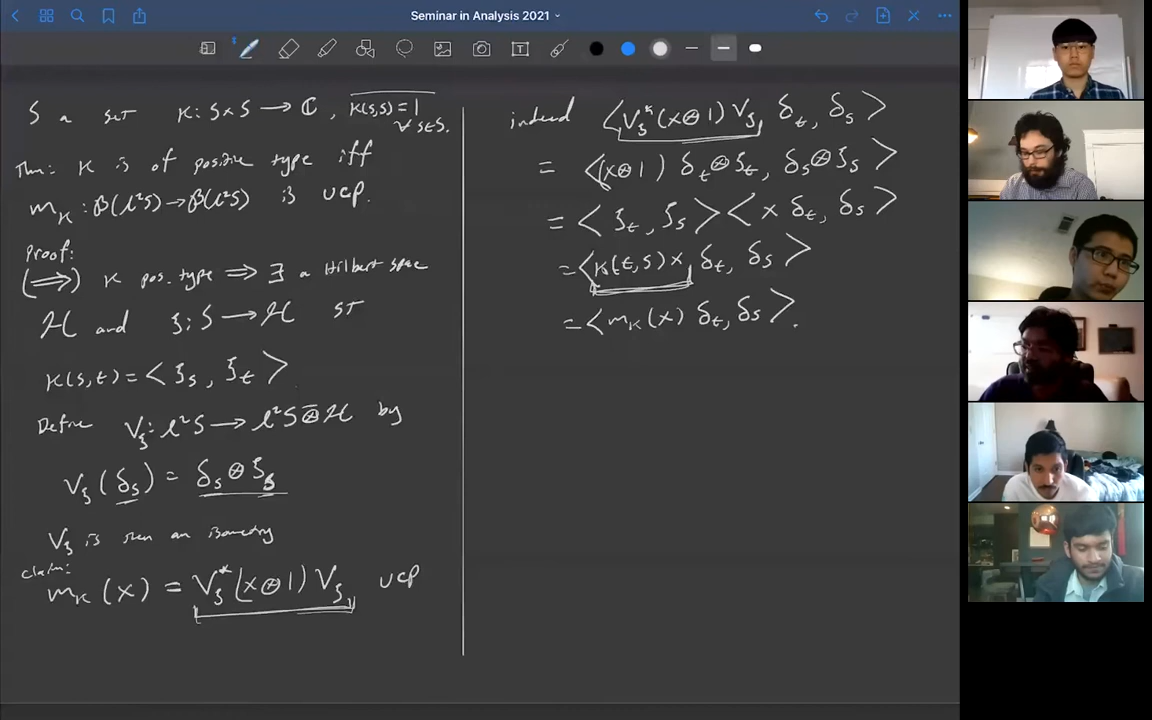 Seminar in Analysis 2021
S a set K: S×S → ℂ, K(s,s)=1
∀ s∈S.
Thm: K is of positive type iff
m_K : B(ℓ²S) → B(ℓ²S) is ucp.
Proof:
(⟹) K pos. type ⟹ ∃ a Hilbert space
ℋ and ξ: S → ℋ st
K(s,t) = <ξ_s, ξ_t>
Define V_ξ: ℓ²S → ℓ²S ⊗̄ ℋ by
V_ξ(δ_s) = δ_s ⊗ ξ_s
V_ξ is then an isometry
claim:
m_K(x) = V_ξ*(x⊗1)V_ξ ucp
indeed <V_ξ*(x⊗1)V_ξ δ_t, δ_s>
= <(x⊗1) δ_t⊗ξ_t, δ_s⊗ξ_s>
= <ξ_t, ξ_s><x δ_t, δ_s>
= <K(t,s)x δ_t, δ_s>
= <m_K(x) δ_t, δ_s>.